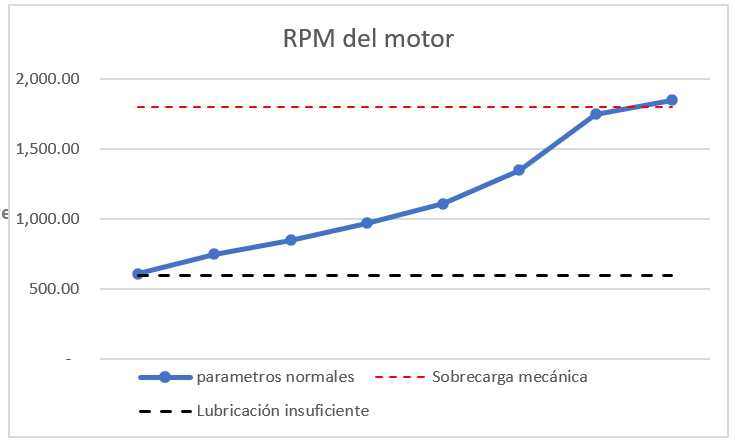 RPM del motor
2,000.00
1,500.00
1,000.00
500.00
-
parametros normales
Sobrecarga mecánica
Lubricación insuficiente